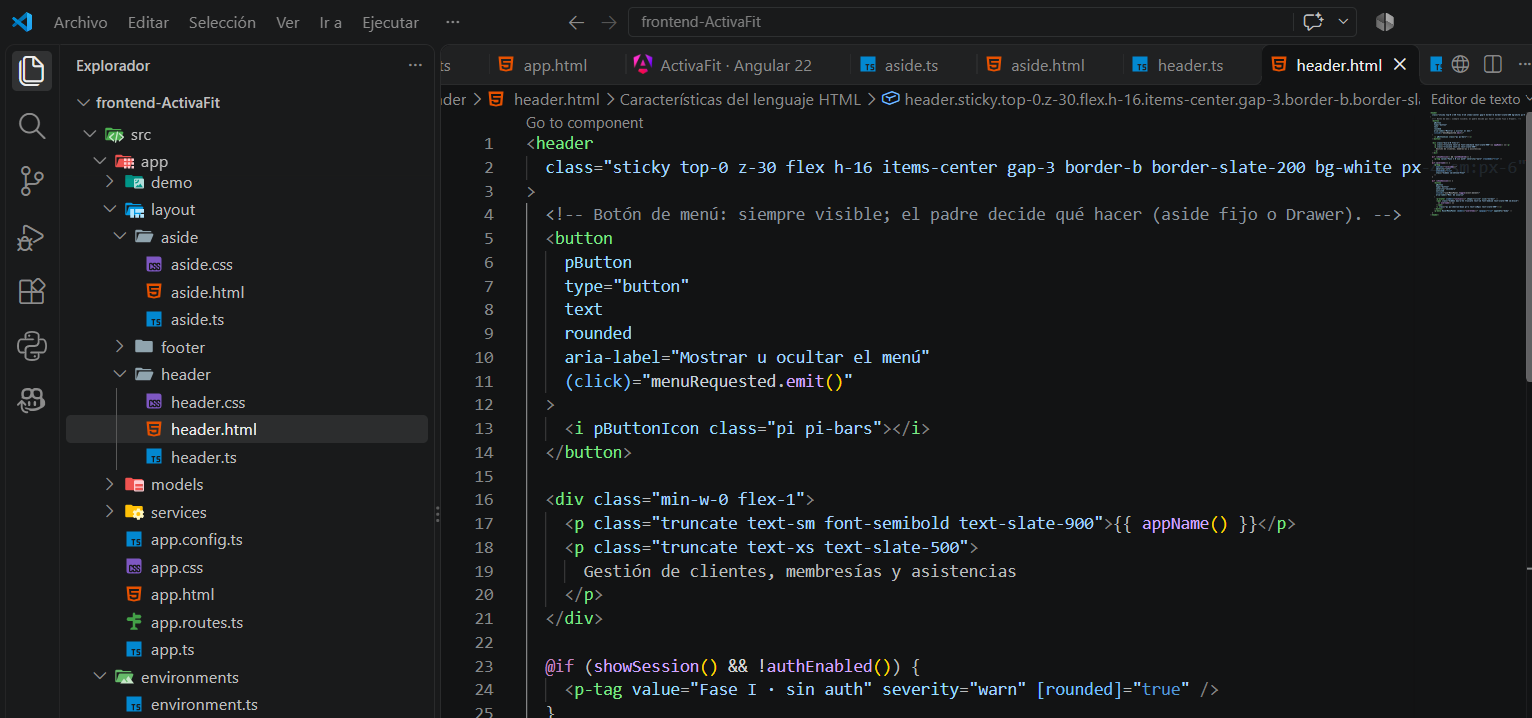 Archivo Editar Selección Ver Ir a Ejecutar ···
frontend-ActivaFit
Explorador ···
ts app.html ActivaFit · Angular 22 aside.ts aside.html header.ts header.html
der > header.html > Características del lenguaje HTML > header.sticky.top-0.z-30.flex.h-16.items-center.gap-3.border-b.border-sla
Editor de texto
frontend-ActivaFit
src
app
demo
layout
aside
aside.css
aside.html
aside.ts
footer
header
header.css
header.html
header.ts
models
services
app.config.ts
app.css
app.html
app.routes.ts
app.ts
environments
environment.ts
Go to component
1 <header
2 class="sticky top-0 z-30 flex h-16 items-center gap-3 border-b border-slate-200 bg-white px sm:px-6"
3 >
4 <!-- Botón de menú: siempre visible; el padre decide qué hacer (aside fijo o Drawer). -->
5 <button
6 pButton
7 type="button"
8 text
9 rounded
10 aria-label="Mostrar u ocultar el menú"
11 (click)="menuRequested.emit()"
12 >
13 <i pButtonIcon class="pi pi-bars"></i>
14 </button>
15
16 <div class="min-w-0 flex-1">
17 <p class="truncate text-sm font-semibold text-slate-900">{{ appName() }}</p>
18 <p class="truncate text-xs text-slate-500">
19 Gestión de clientes, membresías y asistencias
20 </p>
21 </div>
22
23 @if (showSession() && !authEnabled()) {
24 <p-tag value="Fase I · sin auth" severity="warn" [rounded]="true" />
25 }